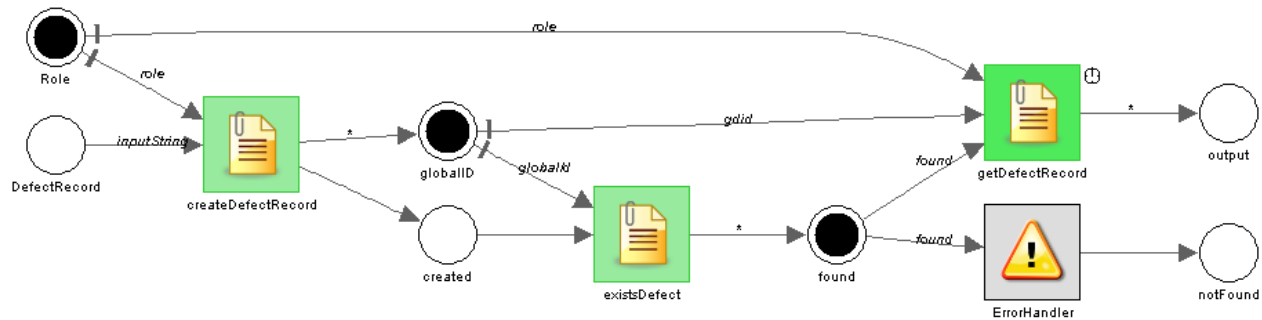 role
Role
role
inputString
*
DefectRecord
createDefectRecord
globalID
gdid
globalId
created
*
existsDefect
found
found
found
getDefectRecord
*
output
!
ErrorHandler
notFound